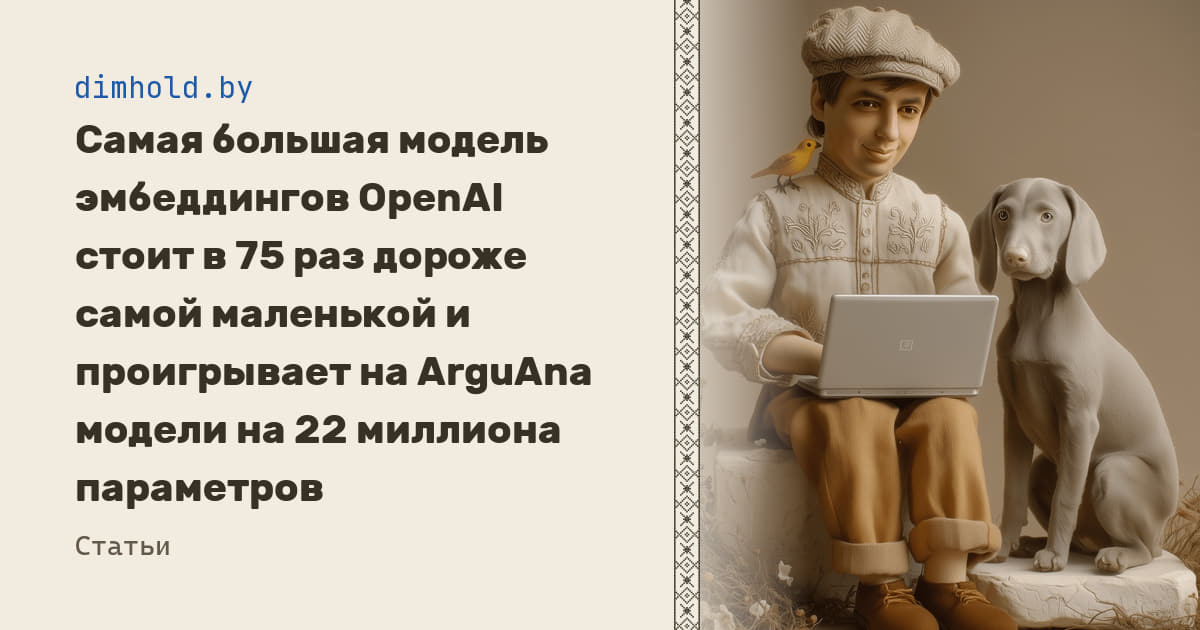 dimhold.by
Самая большая модель
эмбеддингов OpenAI
стоит в 75 раз дороже
самой маленькой и
проигрывает на ArguAna
модели на 22 миллиона
параметров
Статьи